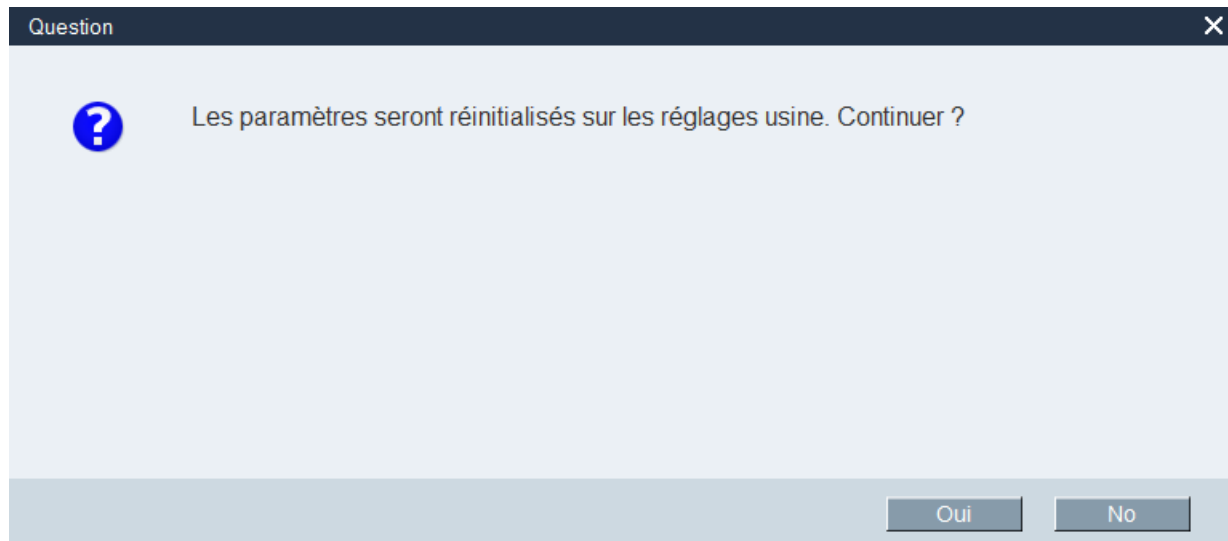 Question
Les paramètres seront réinitialisés sur les réglages usine. Continuer ?
Oui
No